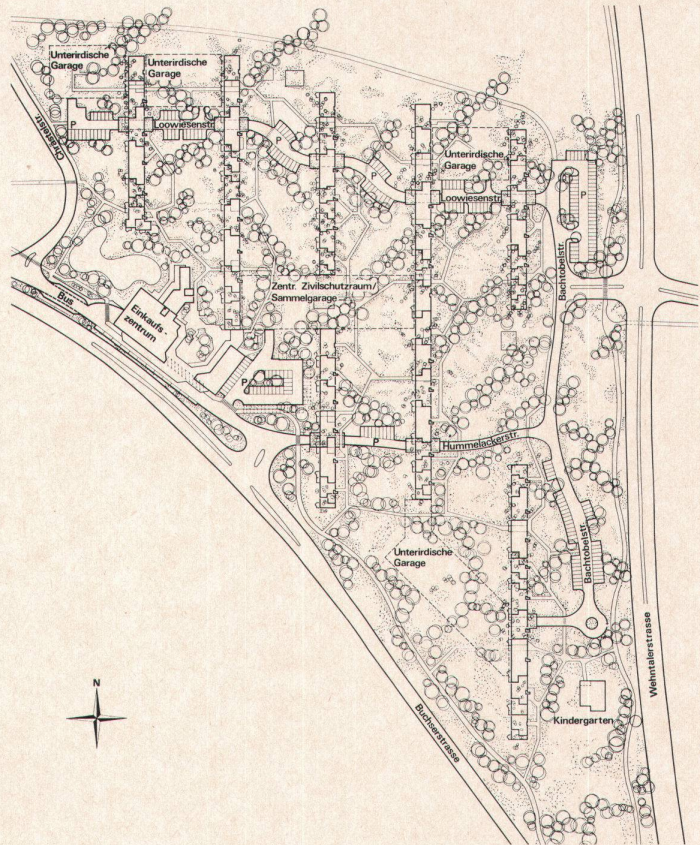 Unterirdische
Garage
Unterirdische
Garage
Chrästelstr.
P
Loowiesenstr.
P
P
Unterirdische
Garage
Loowiesenstr.
P
Bachtobelstr.
Zentr. Zivilschutzraum/
Sammelgarage
Bus
Einkaufs-
zentrum
P
P
Hummelackerstr.
Unterirdische
Garage
Bachtobelstr.
Wehntalerstrasse
N
Kindergarten
Buchserstrasse